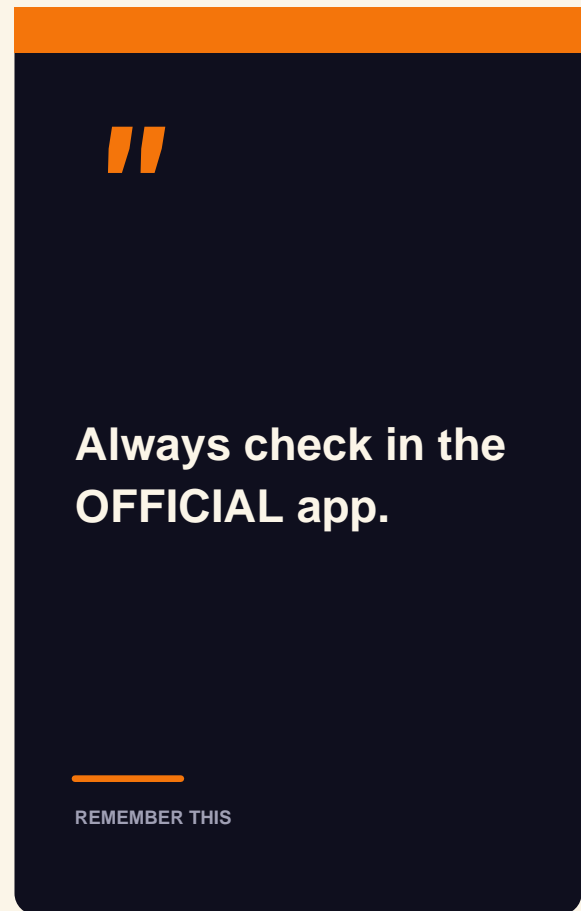 "
Always check in the
OFFICIAL app.
REMEMBER THIS